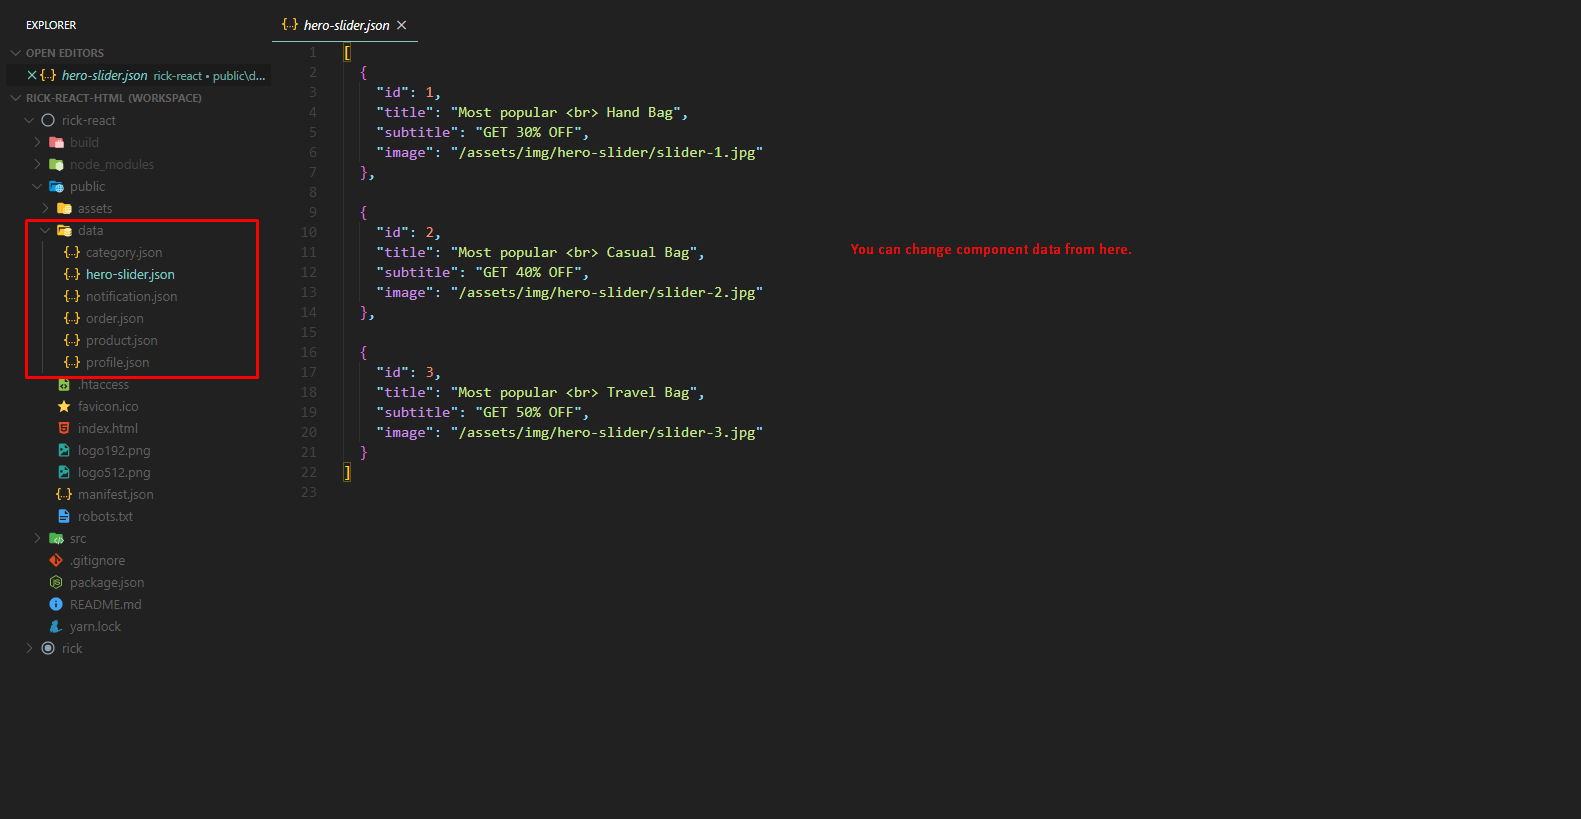 EXPLORER
OPEN EDITORS
hero-slider.json rick-react • public\d...
RICK-REACT-HTML (WORKSPACE)
rick-react
build
node_modules
public
assets
data
category.json
hero-slider.json
notification.json
order.json
product.json
profile.json
.htaccess
favicon.ico
index.html
logo192.png
logo512.png
manifest.json
robots.txt
src
.gitignore
package.json
README.md
yarn.lock
rick
{..} hero-slider.json
1 [
2 {
3 "id": 1,
4 "title": "Most popular <br> Hand Bag",
5 "subtitle": "GET 30% OFF",
6 "image": "/assets/img/hero-slider/slider-1.jpg"
7 },
8
9 {
10 "id": 2,
11 "title": "Most popular <br> Casual Bag",
12 "subtitle": "GET 40% OFF",
13 "image": "/assets/img/hero-slider/slider-2.jpg"
14 },
15
16 {
17 "id": 3,
18 "title": "Most popular <br> Travel Bag",
19 "subtitle": "GET 50% OFF",
20 "image": "/assets/img/hero-slider/slider-3.jpg"
21 }
22 ]
23
You can change component data from here.